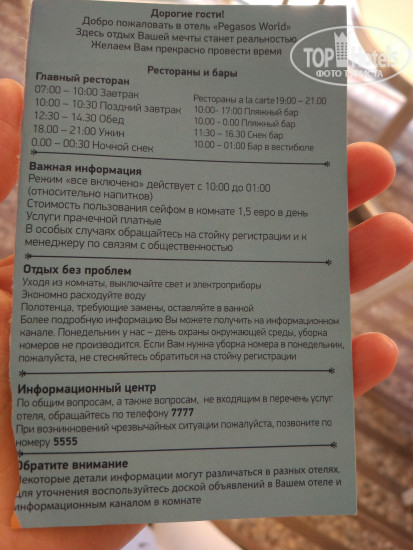 Дорогие гости!
Добро пожаловать в отель «Pegasos World»
Здесь отдых Вашей мечты станет реальностью
Желаем Вам прекрасно провести время
Рестораны и бары
Главный ресторан
07:00 – 10:00 Завтрак
10:00 – 10:30 Поздний завтрак
12:30 – 14.30 Обед
18.00 – 21:00 Ужин
0.00 – 00:30 Ночной снек
Рестораны a la carte19:00 – 21.00
10:00- 17:00 Пляжный бар
10.00 - 0.00 Пляжный бар
11:30 – 16.30 Снек бар
10.00 – 01:00 Бар в вестибюле
Важная информация
Режим «все включено» действует с 10:00 до 01:00
(относительно напитков)
Стоимость пользования сейфом в комнате 1,5 евро в день
Услуги прачечной платные
В особых случаях обращайтесь на стойку регистрации и к
менеджеру по связям с общественностью
Отдых без проблем
Уходя из комнаты, выключайте свет и электроприборы
Экономно расходуйте воду
Полотенца, требующие замены, оставляйте в ванной
Более подробную информацию Вы можете получить на информационном
канале. Понедельник у нас – день охраны окружающей среды, уборка
номеров не производится. Если Вам нужна уборка номера в понедельник,
пожалуйста, не стесняйтесь обратиться на стойку регистрации
Информационный центр
По общим вопросам, а также вопросам, не входящим в перечень услуг
отеля, обращайтесь по телефону 7777
При возникновений чрезвычайных ситуации пожалуйста, позвоните по
номеру 5555
Обратите внимание
Некоторые детали информации могут различаться в разных отелях.
Для уточнения воспользуйтесь доской объявлений в Вашем отеле и
информационным каналом в комнате
TOP Hotels
ФОТО ТУРИСТА